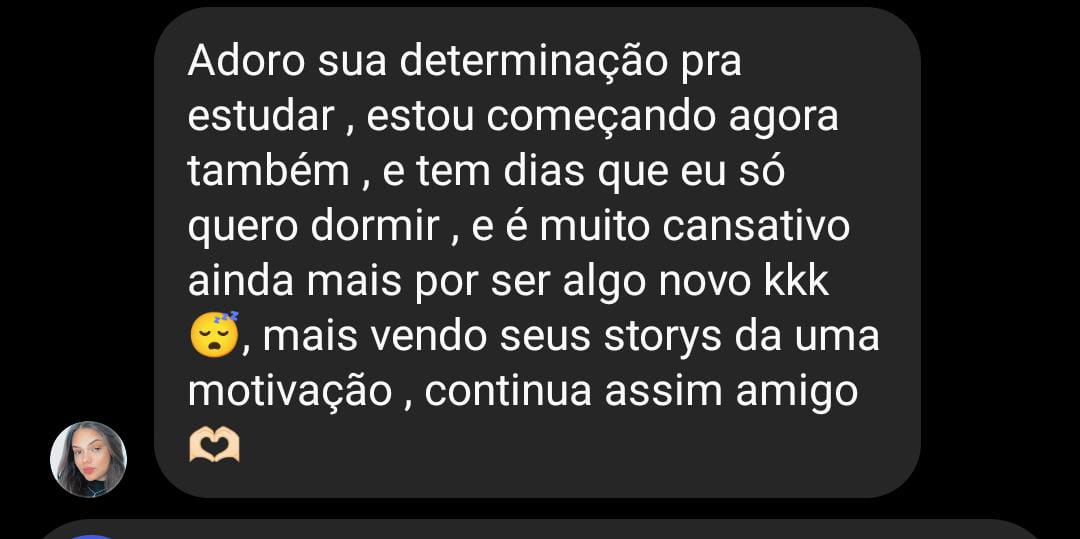 Adoro sua determinação pra
estudar , estou começando agora
também , e tem dias que eu só
quero dormir , e é muito cansativo
ainda mais por ser algo novo kkk
😴, mais vendo seus storys da uma
motivação , continua assim amigo
🫶🏻